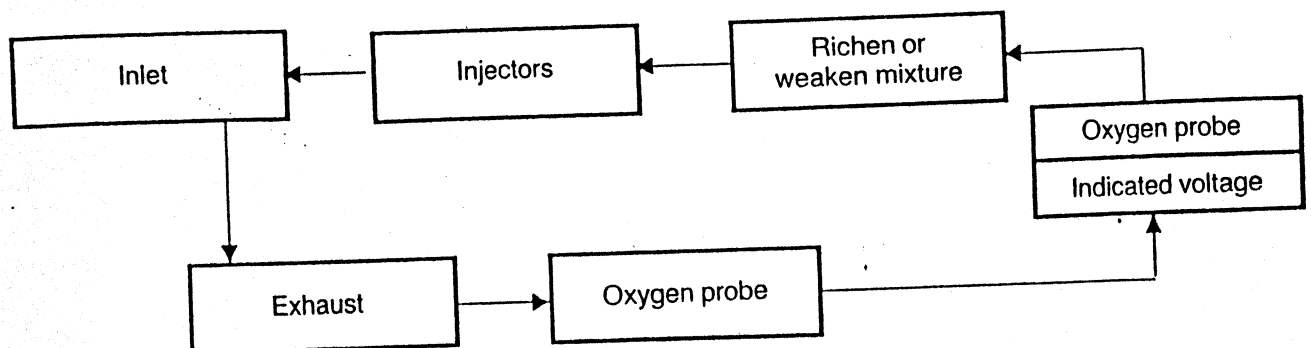 Inlet
Injectors
Richen or
weaken mixture
Oxygen probe
Indicated voltage
Exhaust
Oxygen probe